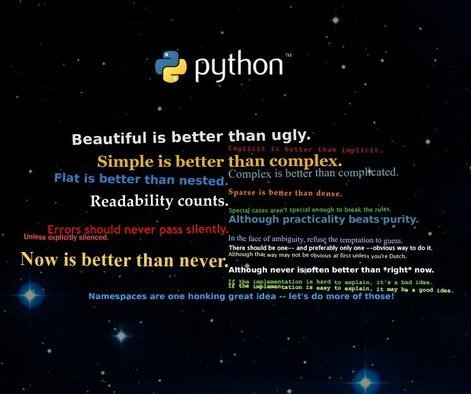 python™
Beautiful is better than ugly.
Explicit is better than implicit.
Simple is better than complex.
Complex is better than complicated.
Flat is better than nested.
Sparse is better than dense.
Readability counts.
Special cases aren't special enough to break the rules.
Although practicality beats purity.
Errors should never pass silently.
Unless explicitly silenced.
In the face of ambiguity, refuse the temptation to guess.
There should be one-- and preferably only one --obvious way to do it.
Although that way may not be obvious at first unless you're Dutch.
Now is better than never.
Although never is often better than *right* now.
If the implementation is hard to explain, it's a bad idea.
If the implementation is easy to explain, it may be a good idea.
Namespaces are one honking great idea -- let's do more of those!